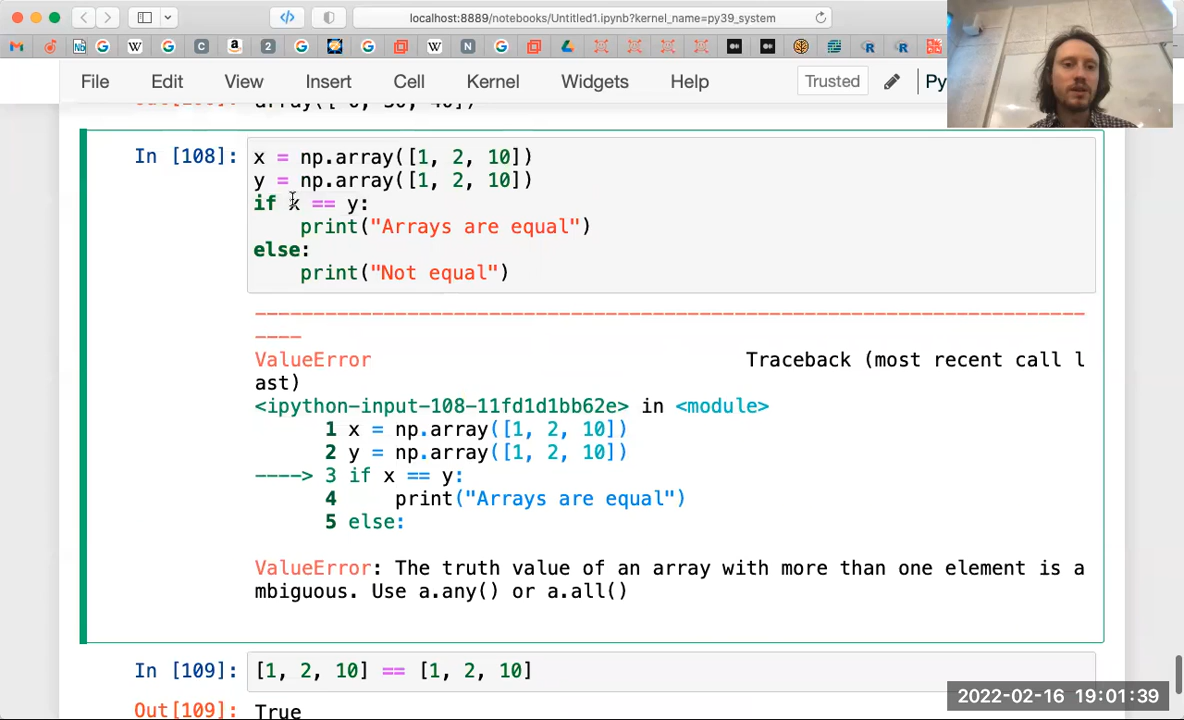 localhost:8889/notebooks/Untitled1.ipynb?kernel_name=py39_system
File Edit View Insert Cell Kernel Widgets Help Trusted Py
In [108]: x = np.array([1, 2, 10])
y = np.array([1, 2, 10])
if x == y:
print("Arrays are equal")
else:
print("Not equal")
--------------------------------------------------------------------------- 
ValueError Traceback (most recent call l
ast)
<ipython-input-108-11fd1d1bb62e> in <module>
1 x = np.array([1, 2, 10])
2 y = np.array([1, 2, 10])
----> 3 if x == y:
4 print("Arrays are equal")
5 else:
ValueError: The truth value of an array with more than one element is a
mbiguous. Use a.any() or a.all()
In [109]: [1, 2, 10] == [1, 2, 10]
2022-02-16 19:01:39
Out[109]: True